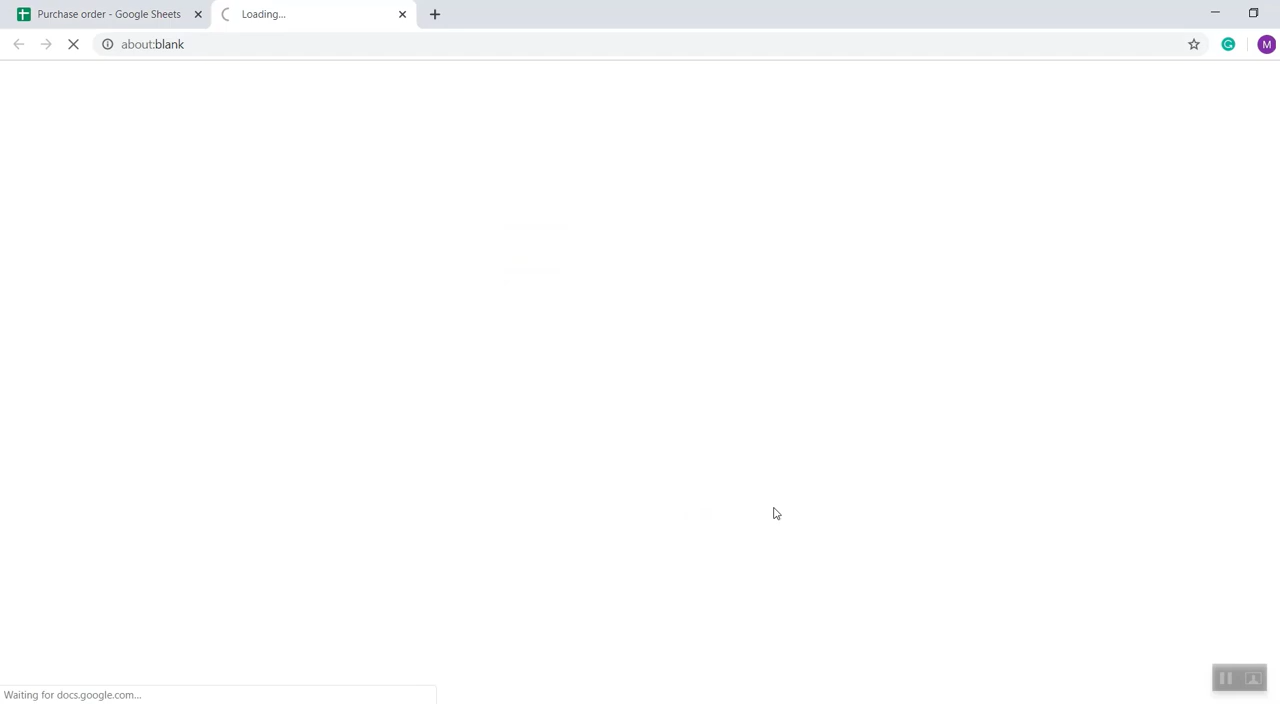 Purchase order - Google Sheets
Loading...
about:blank
M
Waiting for docs.google.com...